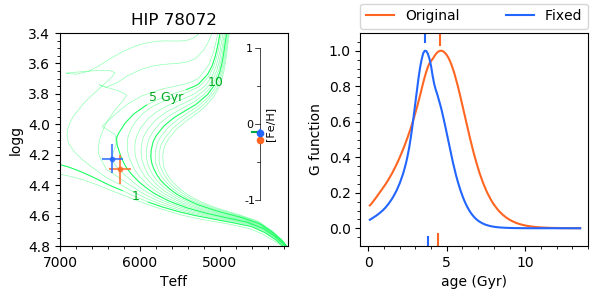 HIP 78072
3.4
3.6
3.8
4.0
4.2
4.4
4.6
4.8
logg
7000 6000 5000
Teff
5 Gyr
10
1
1
0
-1
[Fe/H]
Original Fixed
1.0
0.8
0.6
0.4
0.2
0.0
G function
0 5 10
age (Gyr)